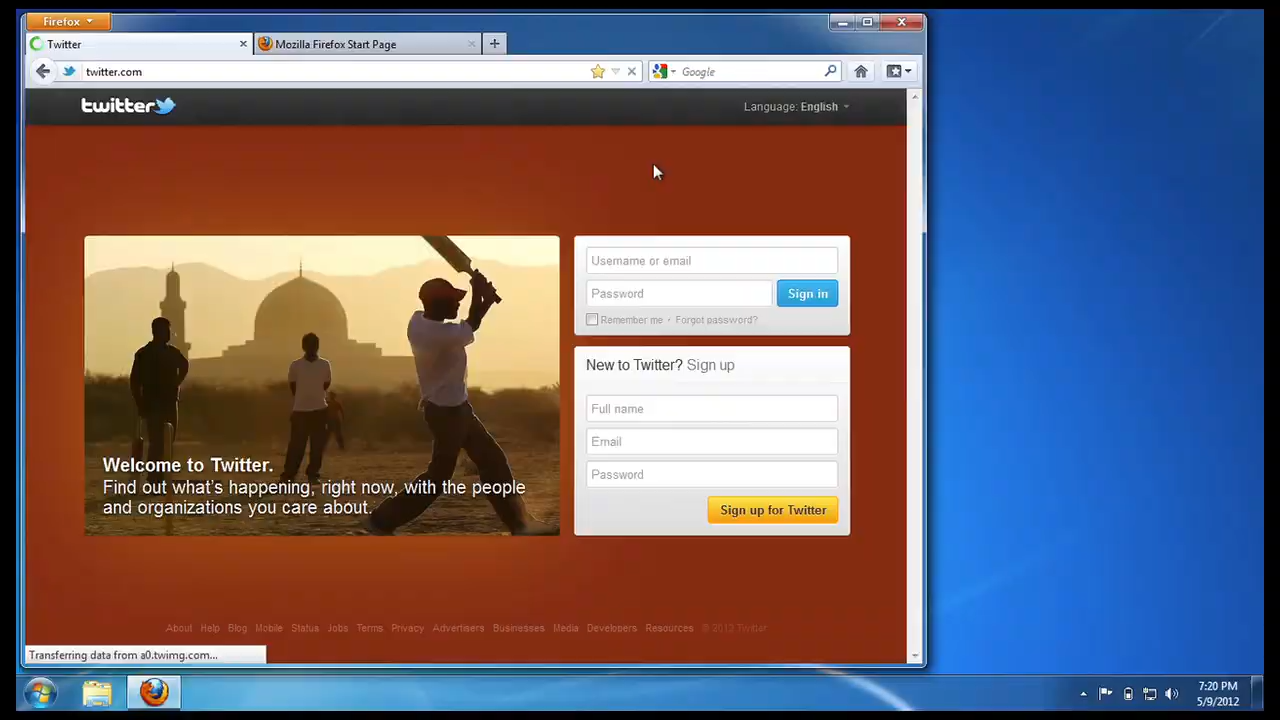 Firefox
Twitter
Mozilla Firefox Start Page
twitter.com
Google
twitter
Language: English
Username or email
Password
Sign in
Remember me · Forgot password?
New to Twitter? Sign up
Full name
Email
Password
Sign up for Twitter
Welcome to Twitter.
Find out what's happening, right now, with the people
and organizations you care about.
About Help Blog Mobile Status Jobs Terms Privacy Advertisers Businesses Media Developers Resources © 2012 Twitter
Transferring data from a0.twimg.com...
7:20 PM
5/9/2012